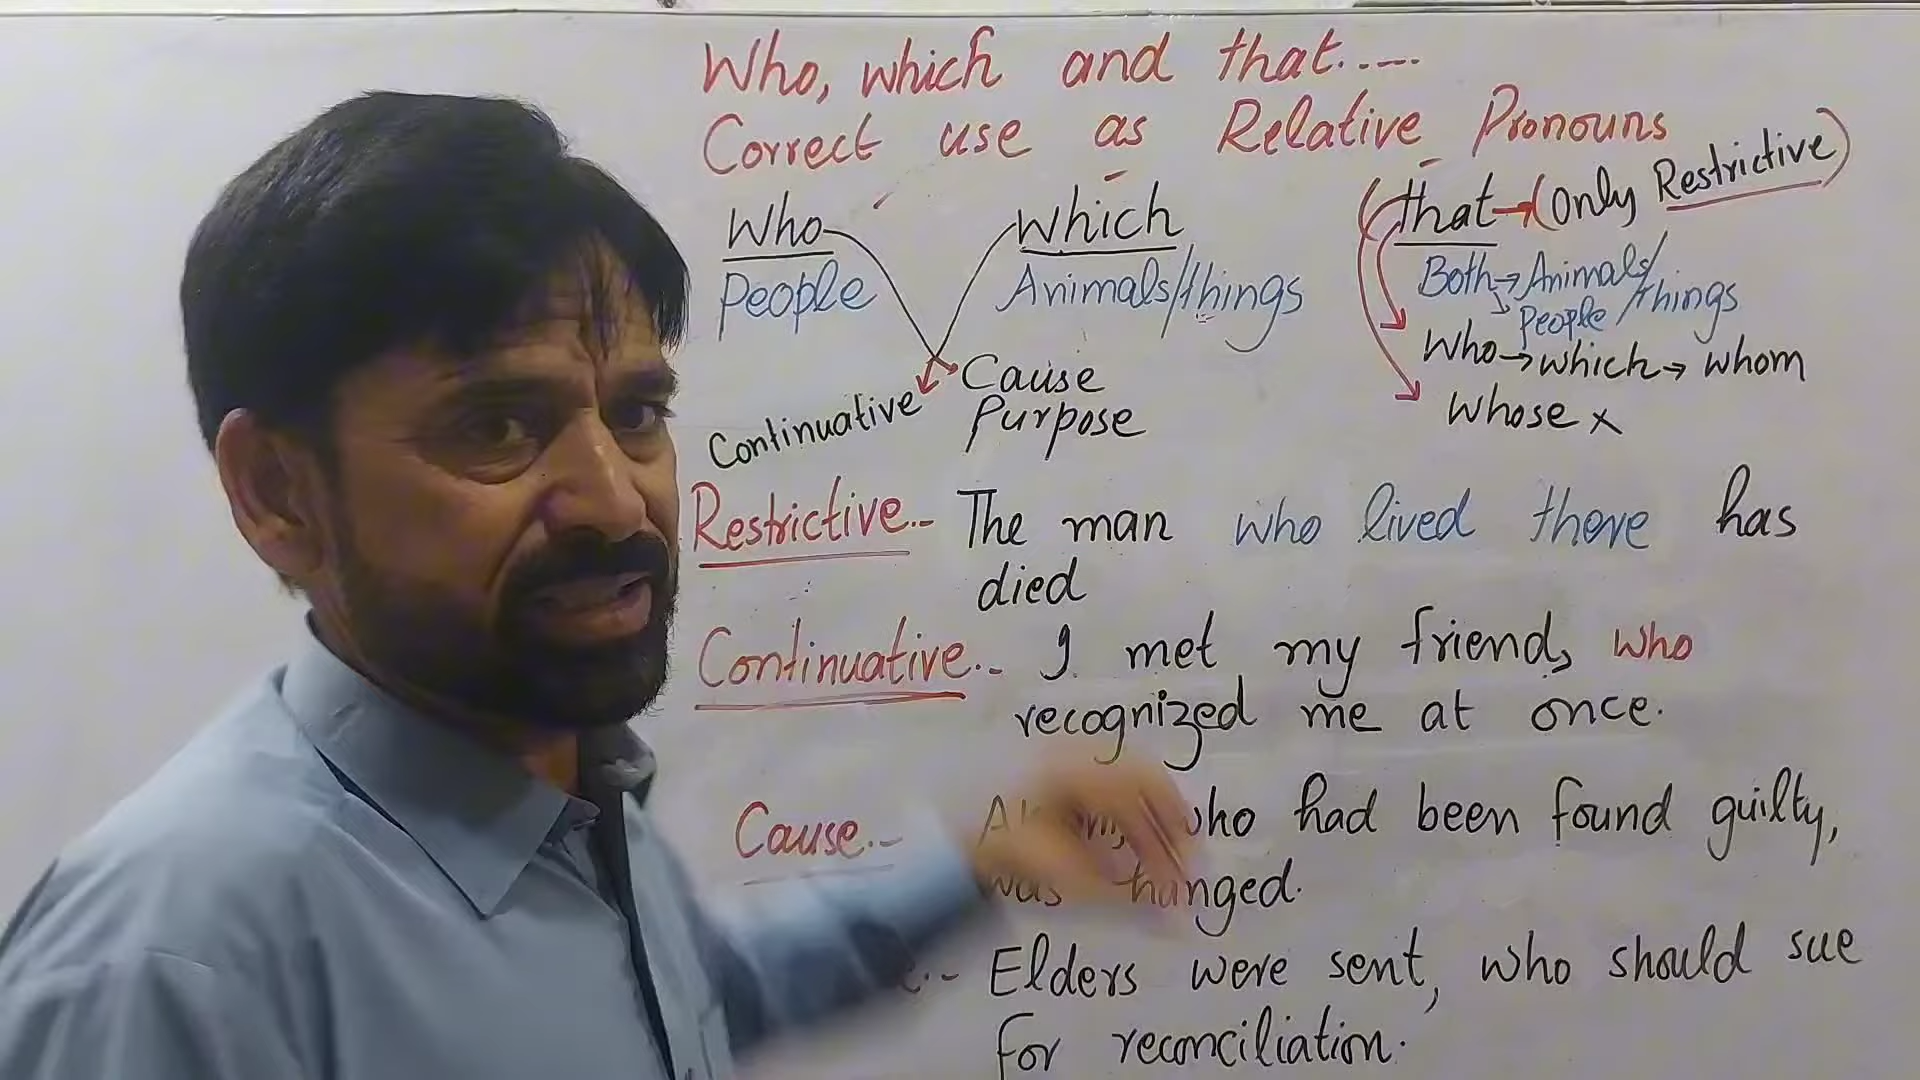 Who, which and that.....
Correct use as Relative Pronouns
Who
People
which
Animals/things
that → (only Restrictive)
Both → Animals/
People /things
Who → which → whom
whose x
Continuative
Cause
Purpose
Restrictive.- The man who lived there has
died
Continuative.- I met my friend, who
recognized me at once.
Cause.- who had been found guilty,
was hanged.
Elders were sent, who should sue
for reconciliation.